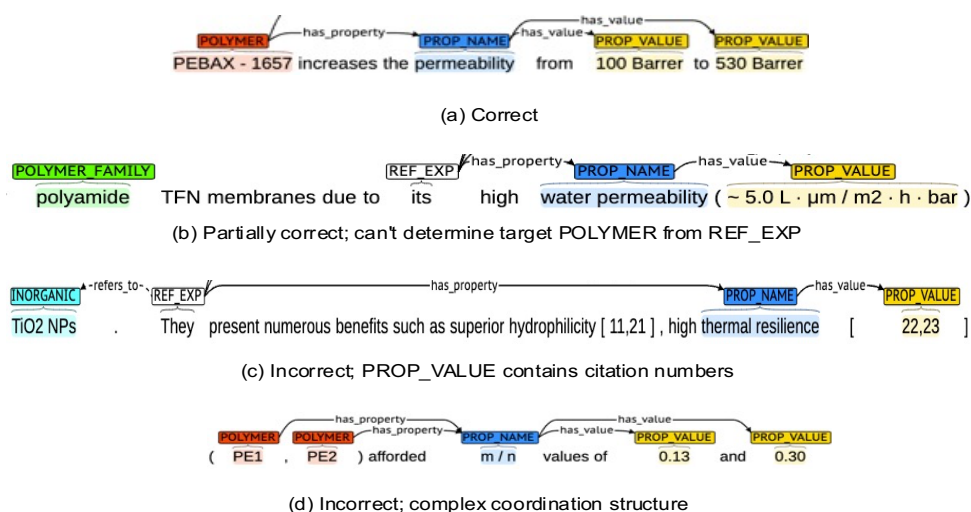 has_value
POLYMER has_property PROP_NAME has_value PROP_VALUE PROP_VALUE
PEBAX - 1657 increases the permeability from 100 Barrer to 530 Barrer
(a) Correct
POLYMER_FAMILY REF_EXP has_property PROP_NAME has_value PROP_VALUE
polyamide TFN membranes due to its high water permeability ( ~ 5.0 L · μm / m2 · h · bar )
(b) Partially correct; can't determine target POLYMER from REF_EXP
INORGANIC refers_to REF_EXP has_property PROP_NAME has_value PROP_VALUE
TiO2 NPs . They present numerous benefits such as superior hydrophilicity [ 11,21 ] , high thermal resilience [ 22,23 ]
(c) Incorrect; PROP_VALUE contains citation numbers
has_property has_value
POLYMER POLYMER has_property PROP_NAME has_value PROP_VALUE PROP_VALUE
( PE1 , PE2 ) afforded m / n values of 0.13 and 0.30
(d) Incorrect; complex coordination structure